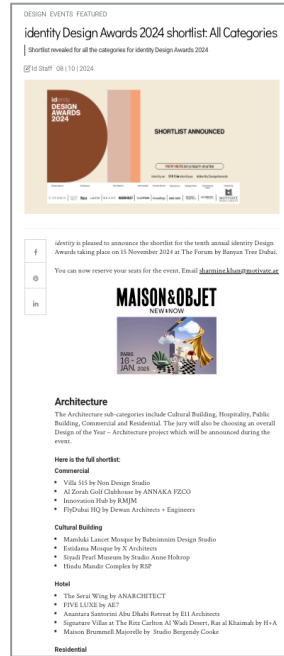 DESIGN EVENTS FEATURED
identity Design Awards 2024 shortlist: All Categories
Shortlist revealed for all the categories for identity Design Awards 2024
Id Staff 08 | 10 | 2024
identity
DESIGN
AWARDS
2024
SHORTLIST ANNOUNCED
identity is pleased to announce the shortlist for the tenth annual identity Design
Awards taking place on 15 November 2024 at The Forum by Banyan Tree Dubai.
You can now reserve your seats for the event. Email sharmine.khan@motivate.ae
MAISON&OBJET
NEW NOW
PARIS
16 - 20
JAN. 2025
Architecture
The Architecture sub-categories include Cultural Building, Hospitality, Public
Building, Commercial and Residential. The jury will also be choosing an overall
Design of the Year – Architecture project which will be announced during the
event.
Here is the full shortlist:
Commercial
Villa 515 by Non Design Studio
Al Zorah Golf Clubhouse by ANNAKA FZCO
Innovation Hub by RMJM
FlyDubai HQ by Dewan Architects + Engineers
Cultural Building
Mamluki Lancet Mosque by Babnimnim Design Studio
Estidama Mosque by X Architects
Siyadi Pearl Museum by Studio Anne Holtrop
Hindu Mandir Complex by RSP
Hotel
The Serai Wing by ANARCHITECT
FIVE LUXE by AE7
Anantara Santorini Abu Dhabi Retreat by E11 Architects
Signature Villas at The Ritz Carlton Al Wadi Desert, Ras al Khaimah by H+A
Maison Brummell Majorelle by Studio Bergendy Cooke
Residential